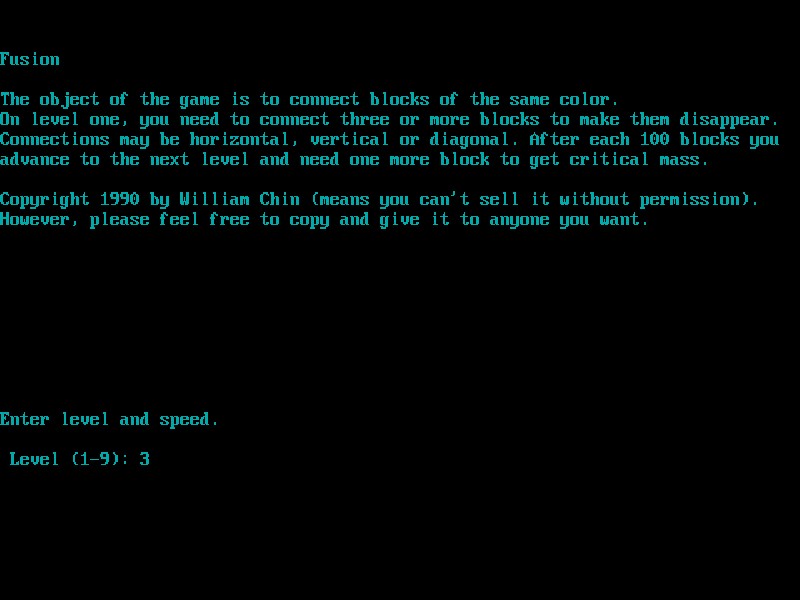 Fusion
The object of the game is to connect blocks of the same color.
On level one, you need to connect three or more blocks to make them disappear.
Connections may be horizontal, vertical or diagonal. After each 100 blocks you
advance to the next level and need one more block to get critical mass.
Copyright 1990 by William Chin (means you can't sell it without permission).
However, please feel free to copy and give it to anyone you want.
Enter level and speed.
Level (1-9): 3